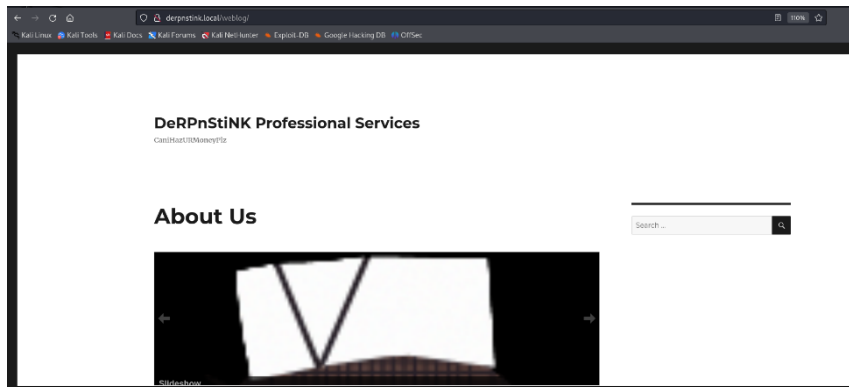 derpnstink.local/weblog/
110%
Kali Linux Kali Tools Kali Docs Kali Forums Kali NetHunter Exploit-DB Google Hacking DB OffSec
DeRPnStiNK Professional Services
CanIHazURMoneyPlz
About Us
Search …
Slideshow